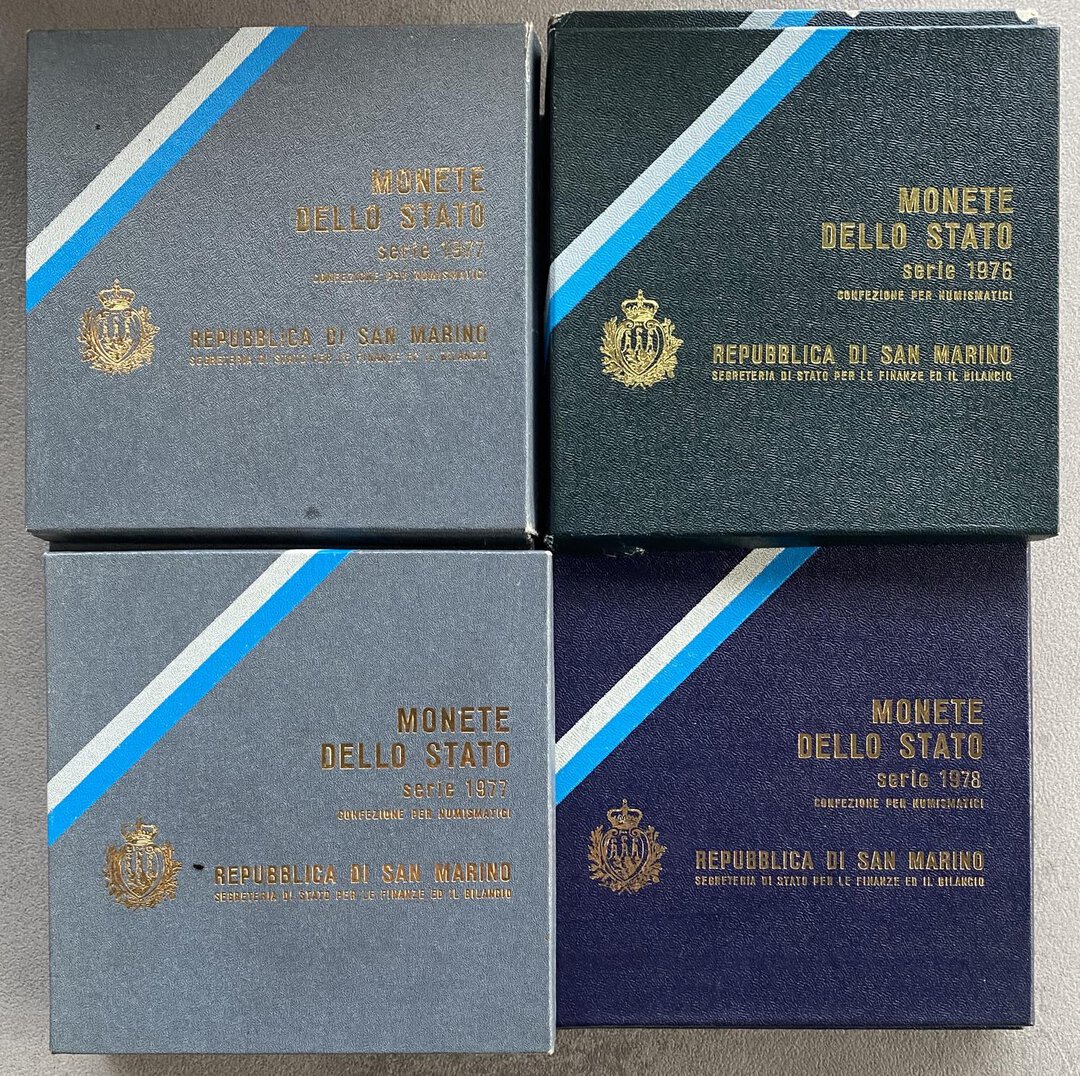 MONETE
DELLO STATO
serie 1977
CONFEZIONE PER NUMISMATICI
REPUBBLICA DI SAN MARINO
SEGRETERIA DI STATO PER LE FINANZE ED IL BILANCIO
MONETE
DELLO STATO
serie 1976
CONFEZIONE PER NUMISMATICI
REPUBBLICA DI SAN MARINO
SEGRETERIA DI STATO PER LE FINANZE ED IL BILANCIO
MONETE
DELLO STATO
serie 1977
CONFEZIONE PER NUMISMATICI
REPUBBLICA DI SAN MARINO
SEGRETERIA DI STATO PER LE FINANZE ED IL BILANCIO
MONETE
DELLO STATO
serie 1978
CONFEZIONE PER NUMISMATICI
REPUBBLICA DI SAN MARINO
SEGRETERIA DI STATO PER LE FINANZE ED IL BILANCIO